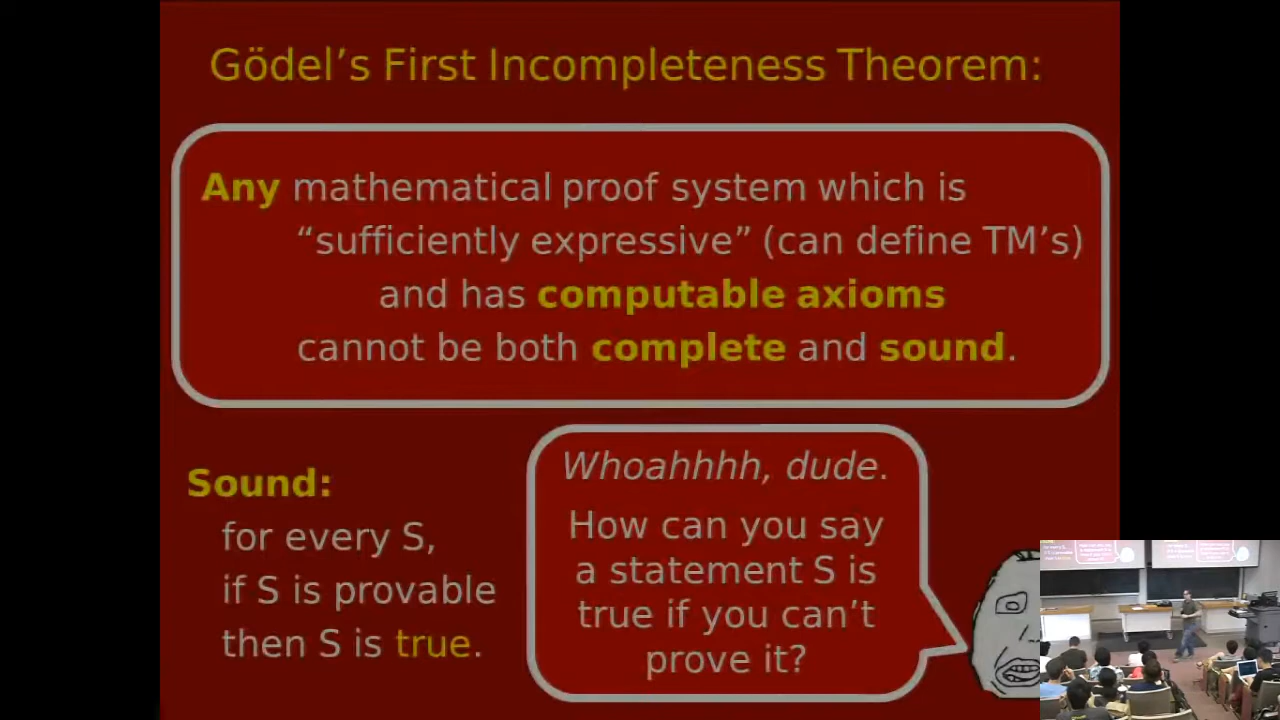 Gödel’s First Incompleteness Theorem:
Any mathematical proof system which is
“sufficiently expressive” (can define TM’s)
and has computable axioms
cannot be both complete and sound.
Sound:
for every S,
if S is provable
then S is true.
Whoahhhh, dude.
How can you say
a statement S is
true if you can’t
prove it?